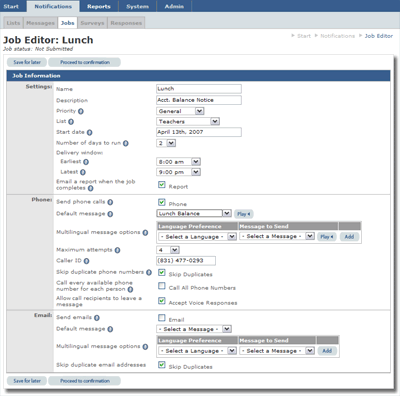 Start Notifications Reports System Admin
Lists Messages Jobs Surveys Responses
Job Editor: Lunch
Start » Notifications » Job Editor
Job status: Not Submitted
Save for later Proceed to confirmation
Job Information
Settings:
Name Lunch
Description Acct. Balance Notice
Priority General
List Teachers
Start date April 13th, 2007
Number of days to run 2
Delivery window:
Earliest 8:00 am
Latest 9:00 pm
Email a report when the job completes Report
Phone:
Send phone calls Phone
Default message Lunch Balance Play
Language Preference Message to Send
Multilingual message options - Select a Language - - Select a Message - Play Add
Maximum attempts 4
Caller ID (831) 477-0293
Skip duplicate phone numbers Skip Duplicates
Call every available phone number for each person Call All Phone Numbers
Allow call recipients to leave a message Accept Voice Responses
Email:
Send emails Email
Default message - Select a Message -
Language Preference Message to Send
Multilingual message options - Select a Language - - Select a Message - Add
Skip duplicate email addresses Skip Duplicates
Save for later Proceed to confirmation